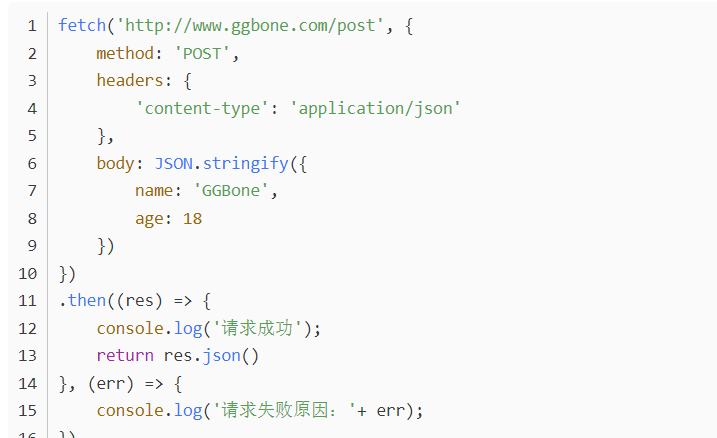 1 fetch('http://www.ggbone.com/post', {
2     method: 'POST',
3     headers: {
4         'content-type': 'application/json'
5     },
6     body: JSON.stringify({
7         name: 'GGBone',
8         age: 18
9     })
10 })
11 .then((res) => {
12     console.log('请求成功');
13     return res.json()
14 }, (err) => {
15     console.log('请求失败原因：'+ err);
16 })